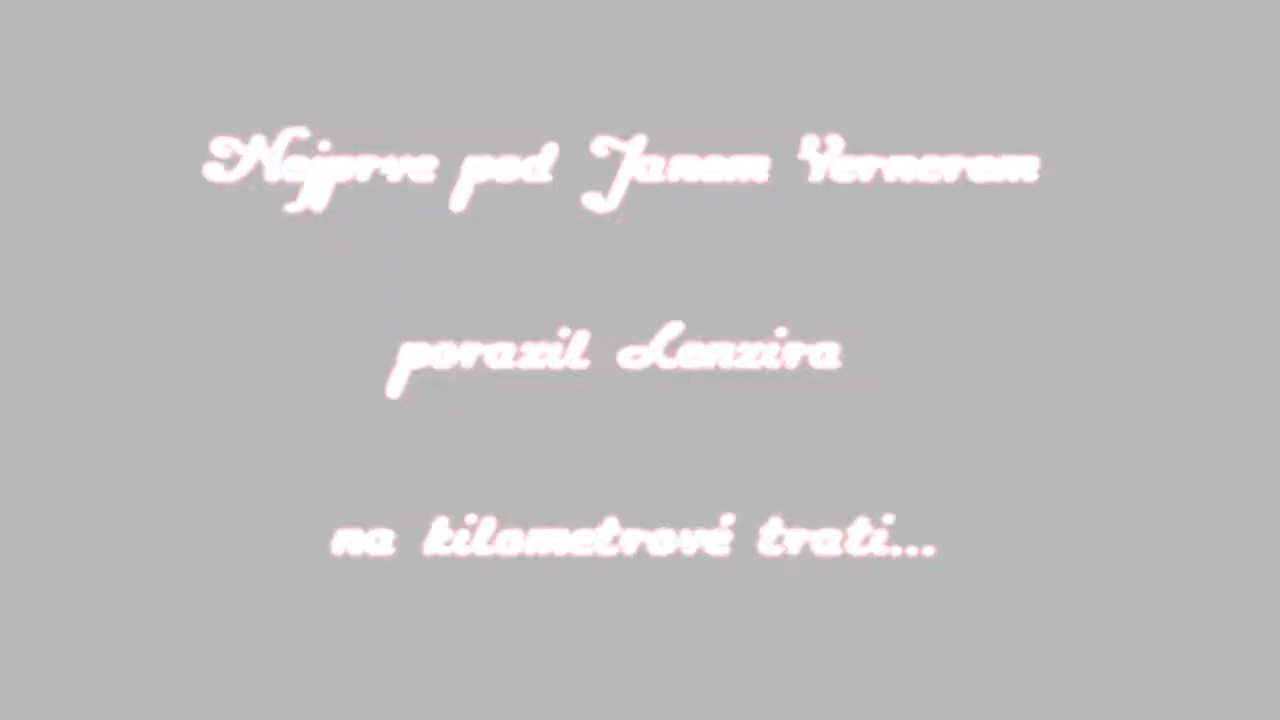 Nejprve pod Janem Vernerem
porazil Lenzira
na kilometrové trati...